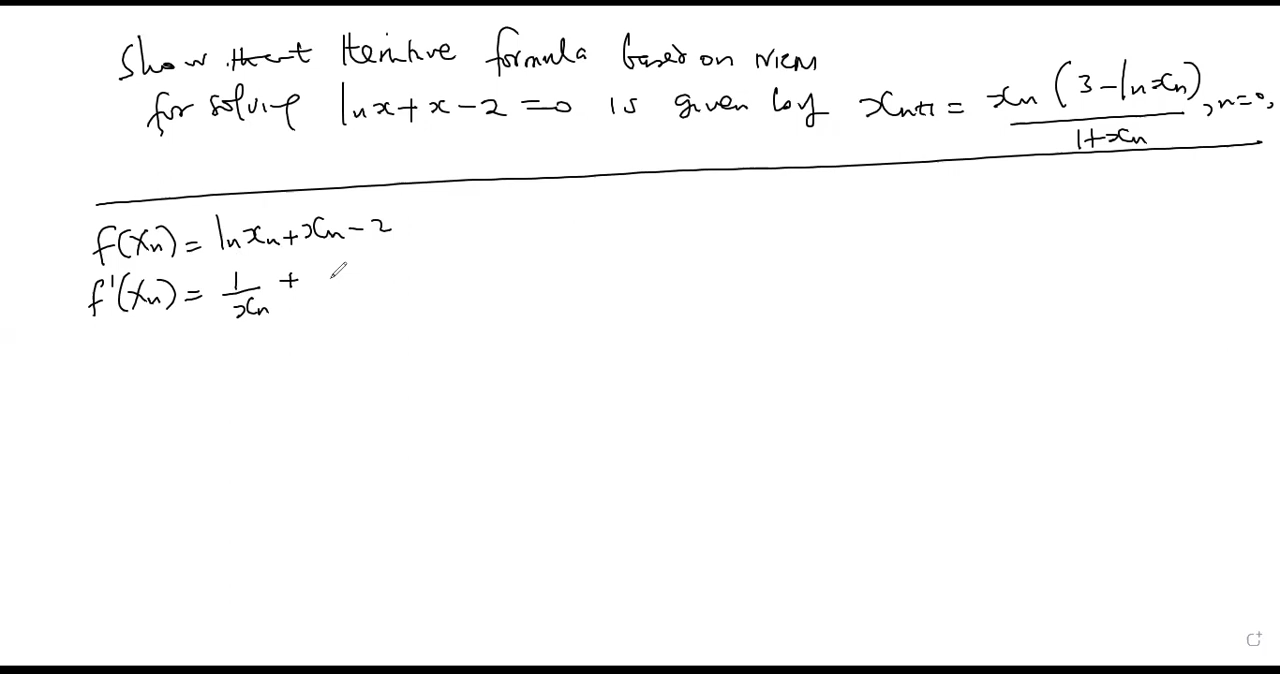 Show that Iterative formula based on NRM
for solving ln x + x - 2 = 0 is given by x_{n+1} = x_n (3 - ln x_n) / (1 + x_n), n = 0,
f(x_n) = ln x_n + x_n - 2
f'(x_n) = 1/x_n +